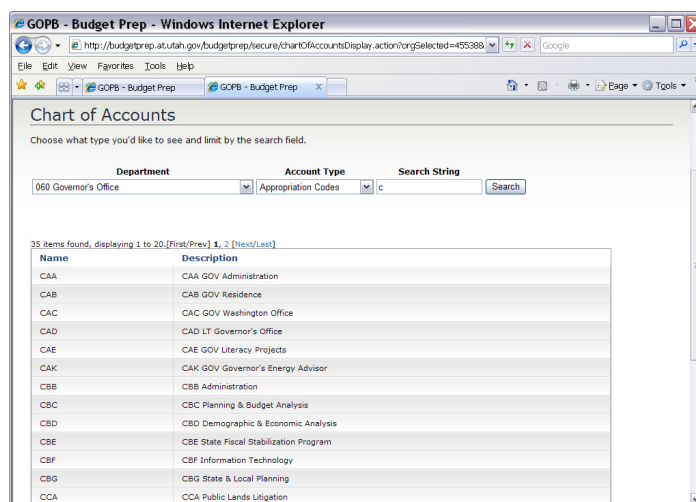 GOPB - Budget Prep - Windows Internet Explorer
http://budgetprep.at.utah.gov/budgetprep/secure/chartOfAccountsDisplay.action?orgSelected=45538& Google
File Edit View Favorites Tools Help
GOPB - Budget Prep GOPB - Budget Prep X Page Tools
Chart of Accounts
Choose what type you'd like to see and limit by the search field.
Department Account Type Search String
060 Governor's Office Appropriation Codes c Search
35 items found, displaying 1 to 20.[First/Prev] 1, 2 [Next/Last]
Name Description
CAA CAA GOV Administration
CAB CAB GOV Residence
CAC CAC GOV Washington Office
CAD CAD LT Governor's Office
CAE CAE GOV Literacy Projects
CAK CAK GOV Governor's Energy Advisor
CBB CBB Administration
CBC CBC Planning & Budget Analysis
CBD CBD Demographic & Economic Analysis
CBE CBE State Fiscal Stabilization Program
CBF CBF Information Technology
CBG CBG State & Local Planning
CCA CCA Public Lands Litigation